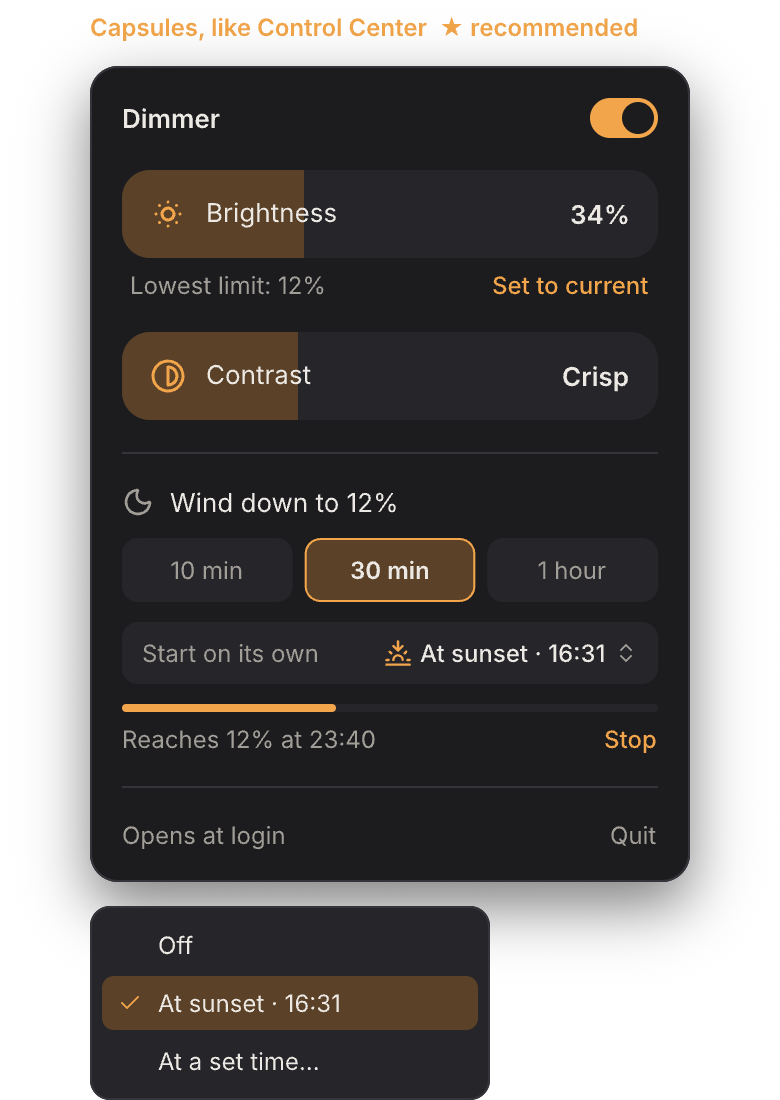 Capsules, like Control Center ★ recommended
Dimmer
Brightness 34%
Lowest limit: 12% Set to current
Contrast Crisp
Wind down to 12%
10 min 30 min 1 hour
Start on its own At sunset · 16:31
Reaches 12% at 23:40 Stop
Opens at login Quit
Off
At sunset · 16:31
At a set time...